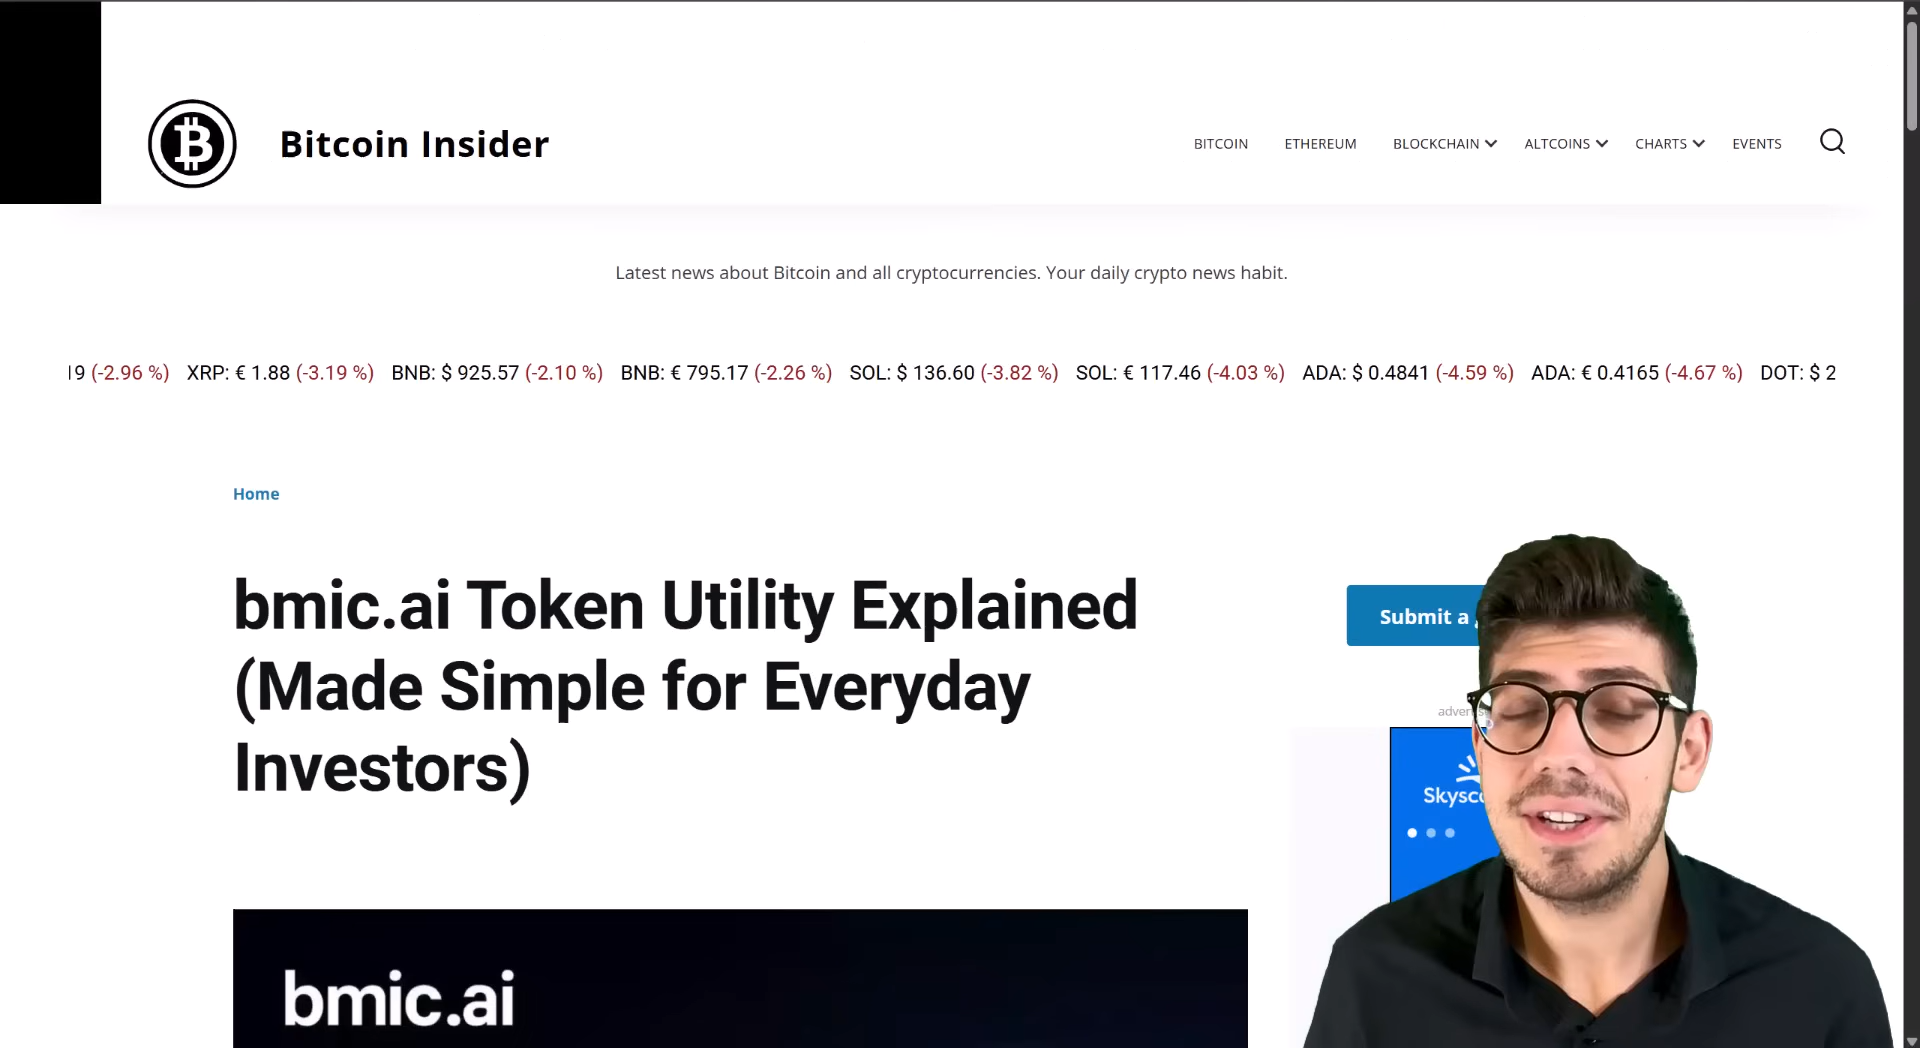 Bitcoin Insider
BITCOIN ETHEREUM BLOCKCHAIN ALTCOINS CHARTS EVENTS
Latest news about Bitcoin and all cryptocurrencies. Your daily crypto news habit.
19 (-2.96 %) XRP: € 1.88 (-3.19 %) BNB: $ 925.57 (-2.10 %) BNB: € 795.17 (-2.26 %) SOL: $ 136.60 (-3.82 %) SOL: € 117.46 (-4.03 %) ADA: $ 0.4841 (-4.59 %) ADA: € 0.4165 (-4.67 %) DOT: $ 2
Home
bmic.ai Token Utility Explained
(Made Simple for Everyday
Investors)
Submit a
bmic.ai